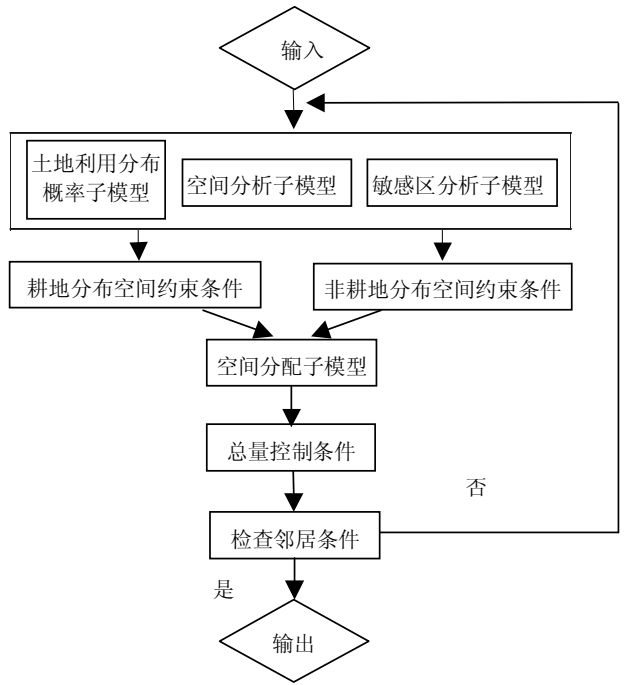 输入
土地利用分布
概率子模型
空间分析子模型
敏感区分析子模型
耕地分布空间约束条件
非耕地分布空间约束条件
空间分配子模型
总量控制条件
否
检查邻居条件
是
输出